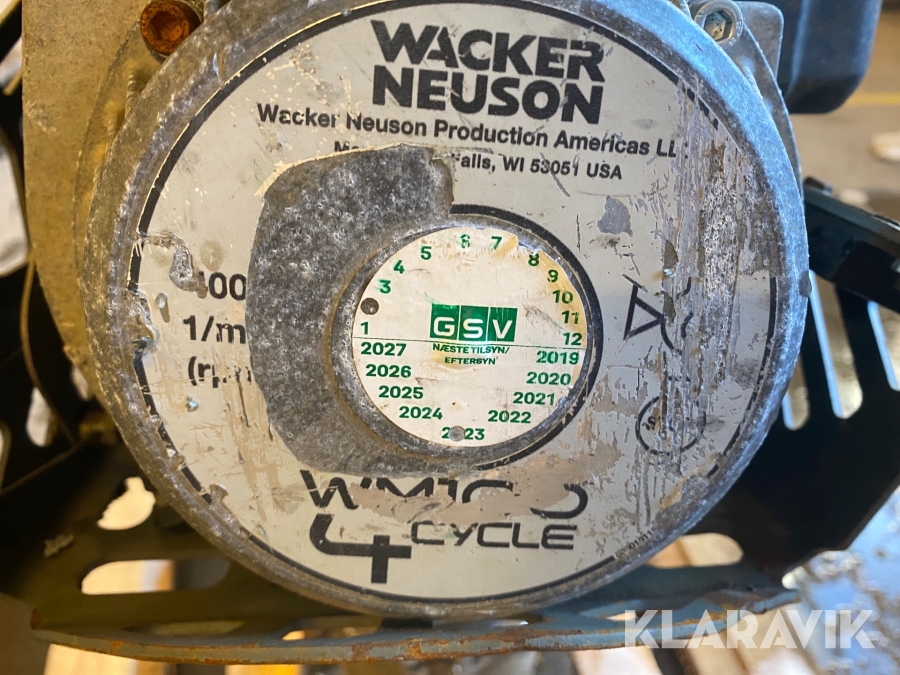 WACKER
NEUSON
Wacker Neuson Production Americas LL
Falls, WI 53051 USA
1/m
3 4 5 6 7 8 9 10 11 12
1
GSV
NÆSTE TILSYN/
EFTERSYN
2027 2019
2026 2020
2025 2021
2024 2022
2023
4 CYCLE
KLARAVIK